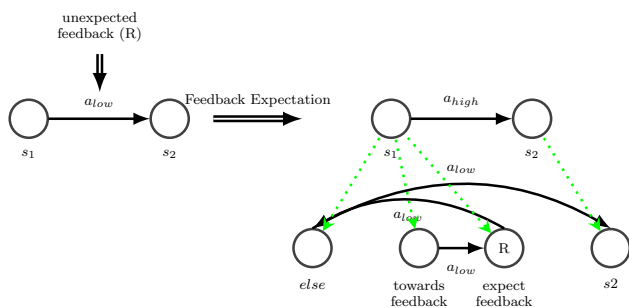 unexpected
feedback (R)
a_low
s_1
s_2
Feedback Expectation
a_high
s_1
s_2
a_low
a_low
R
a_low
else
towards
feedback
expect
feedback
s2